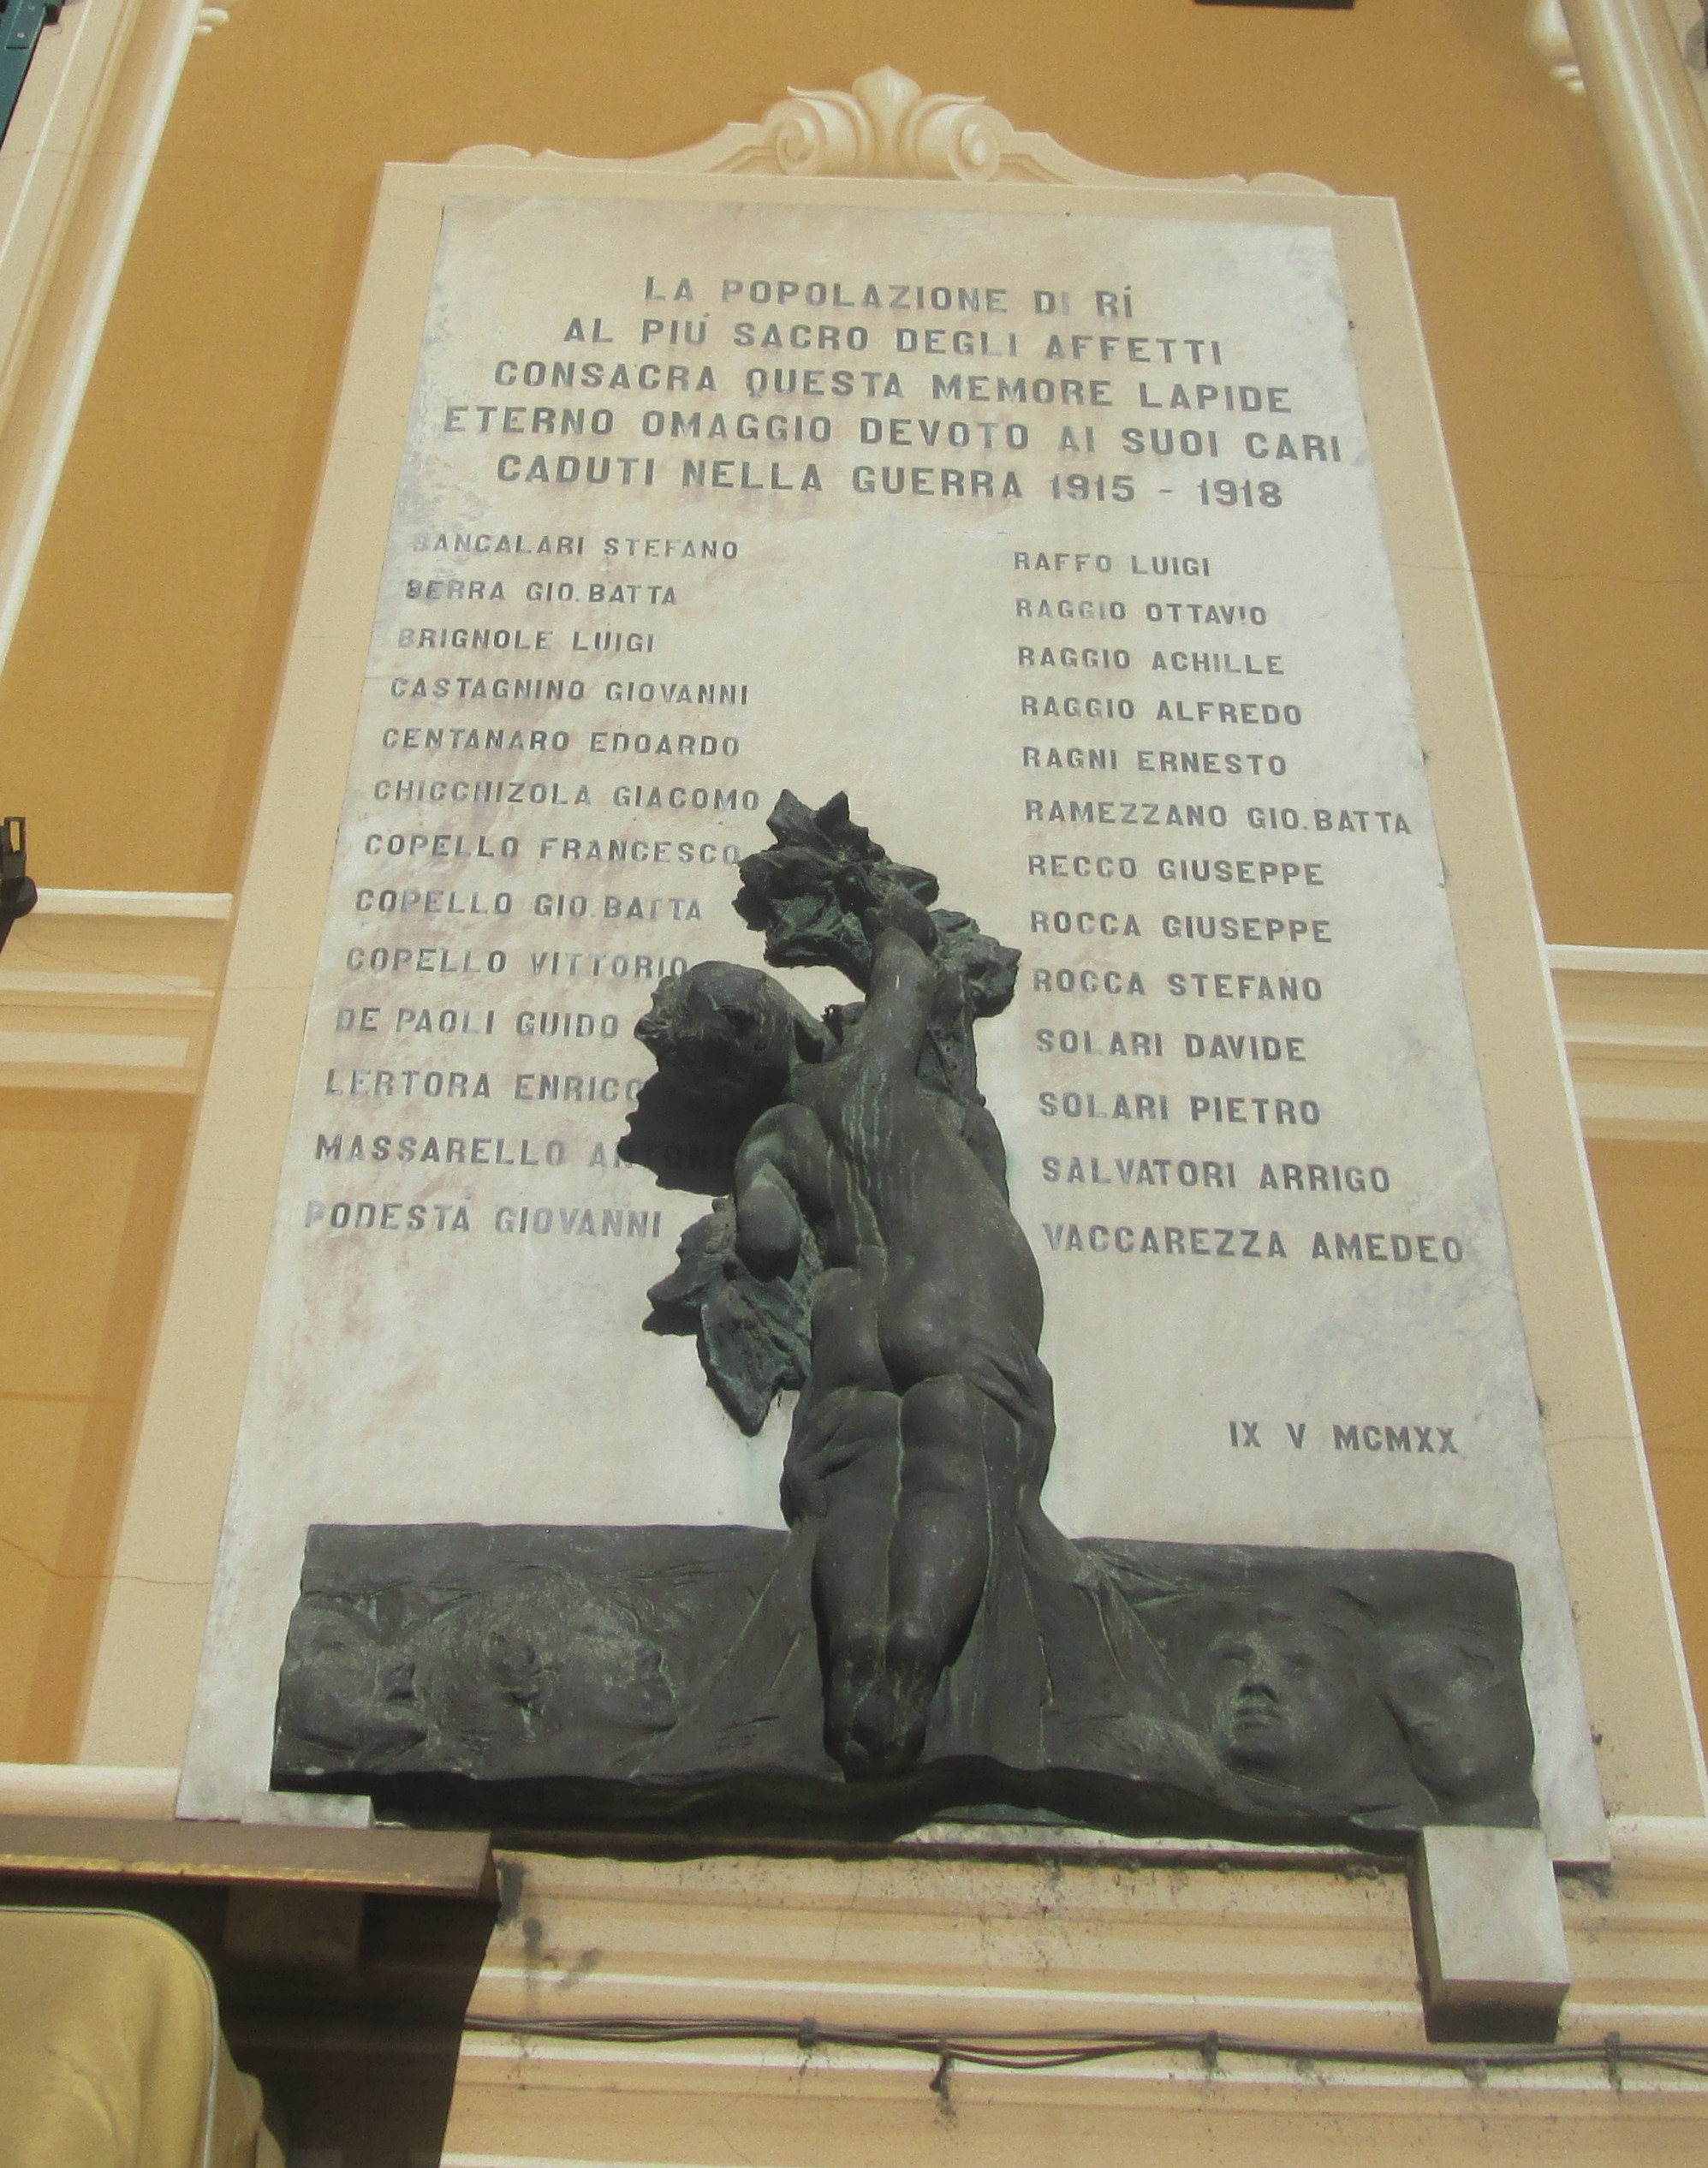 LA POPOLAZIONE DI RÍ
AL PIÚ SACRO DEGLI AFFETTI
CONSACRA QUESTA MEMORE LAPIDE
ETERNO OMAGGIO DEVOTO AI SUOI CARI
CADUTI NELLA GUERRA 1915 - 1918
BANCALARI STEFANO
BERRA GIO. BATTA
BRIGNOLE LUIGI
CASTAGNINO GIOVANNI
CENTANARO EDOARDO
CHICCHIZOLA GIACOMO
COPELLO FRANCESCO
COPELLO GIO. BATTA
COPELLO VITTORIO
DE PAOLI GUIDO
LERTORA ENRICO
MASSARELLO
PODESTÁ GIOVANNI
RAFFO LUIGI
RAGGIO OTTAVIO
RAGGIO ACHILLE
RAGGIO ALFREDO
RAGNI ERNESTO
RAMEZZANO GIO. BATTA
RECCO GIUSEPPE
ROCCA GIUSEPPE
ROCCA STEFANO
SOLARI DAVIDE
SOLARI PIETRO
SALVATORI ARRIGO
VACCAREZZA AMEDEO
IX V MCMXX